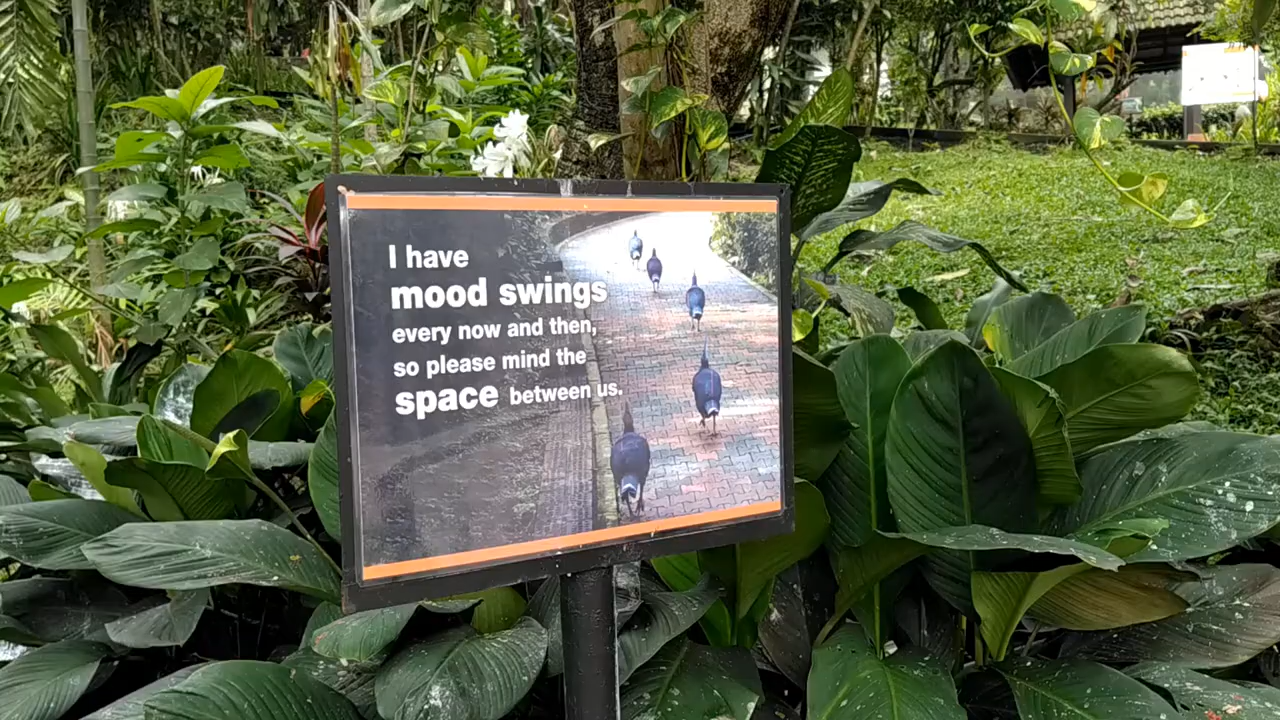 I have
mood swings
every now and then,
so please mind the
space between us.